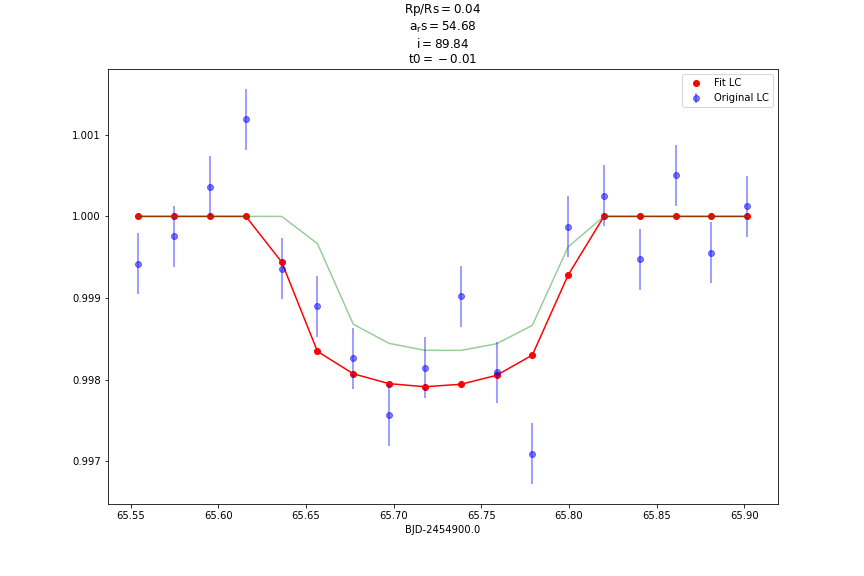 Rp/Rs = 0.04
a_rs = 54.68
i = 89.84
t0 = −0.01
Fit LC
Original LC
1.001
1.000
0.999
0.998
0.997
65.55 65.60 65.65 65.70 65.75 65.80 65.85 65.90
BJD-2454900.0